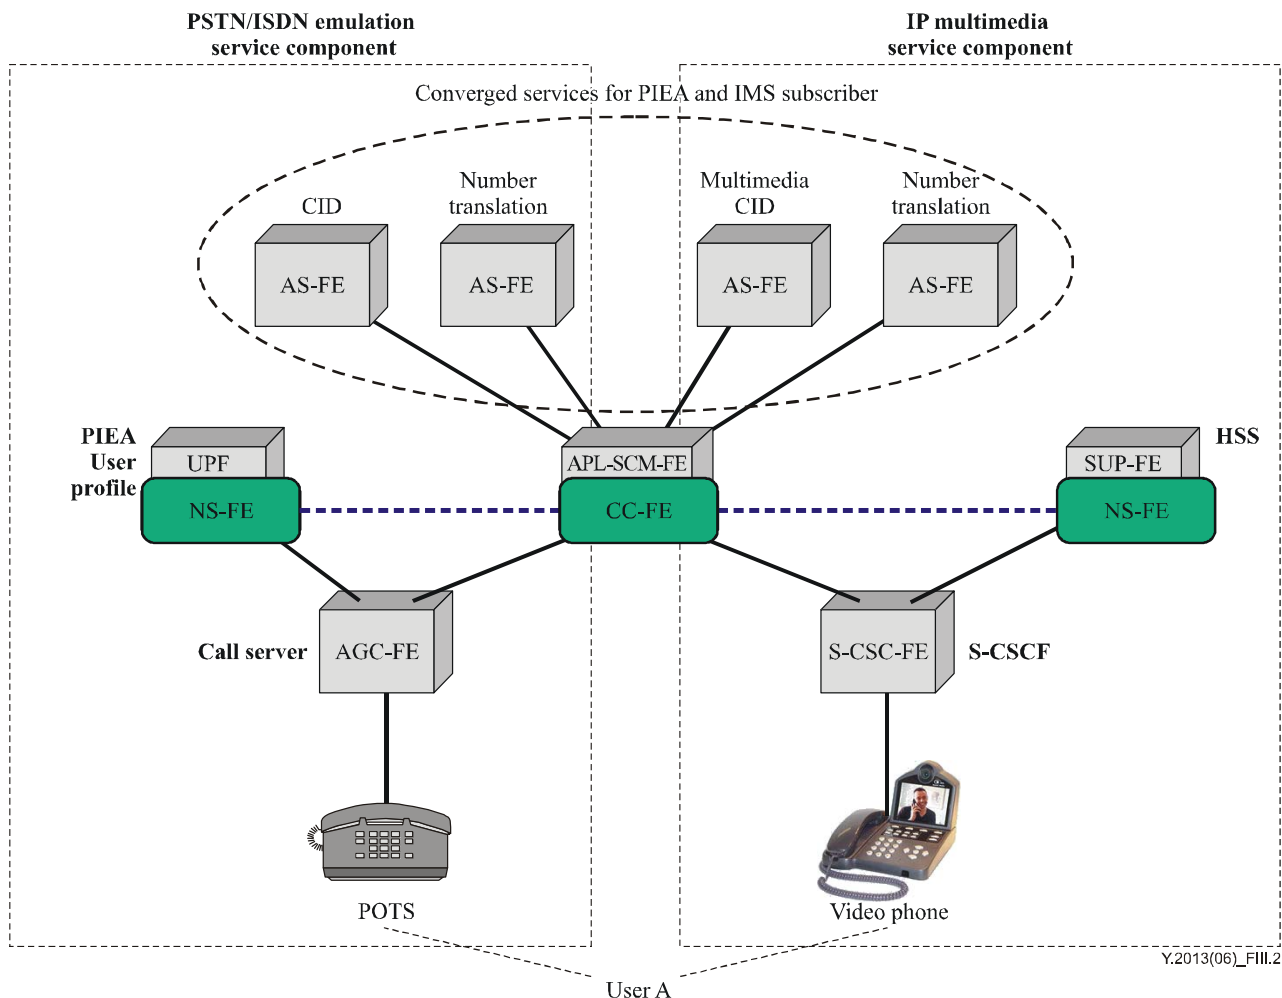 PSTN/ISDN emulation
service component
IP multimedia
service component
Converged services for PIEA and IMS subscriber
CID
Number
translation
Multimedia
CID
Number
translation
AS-FE
AS-FE
AS-FE
AS-FE
PIEA
User
profile
UPF
NS-FE
APL-SCM-FE
CC-FE
SUP-FE
NS-FE
HSS
Call server
AGC-FE
S-CSC-FE
S-CSCF
POTS
Video phone
User A
Y.2013(06)_FIII.2